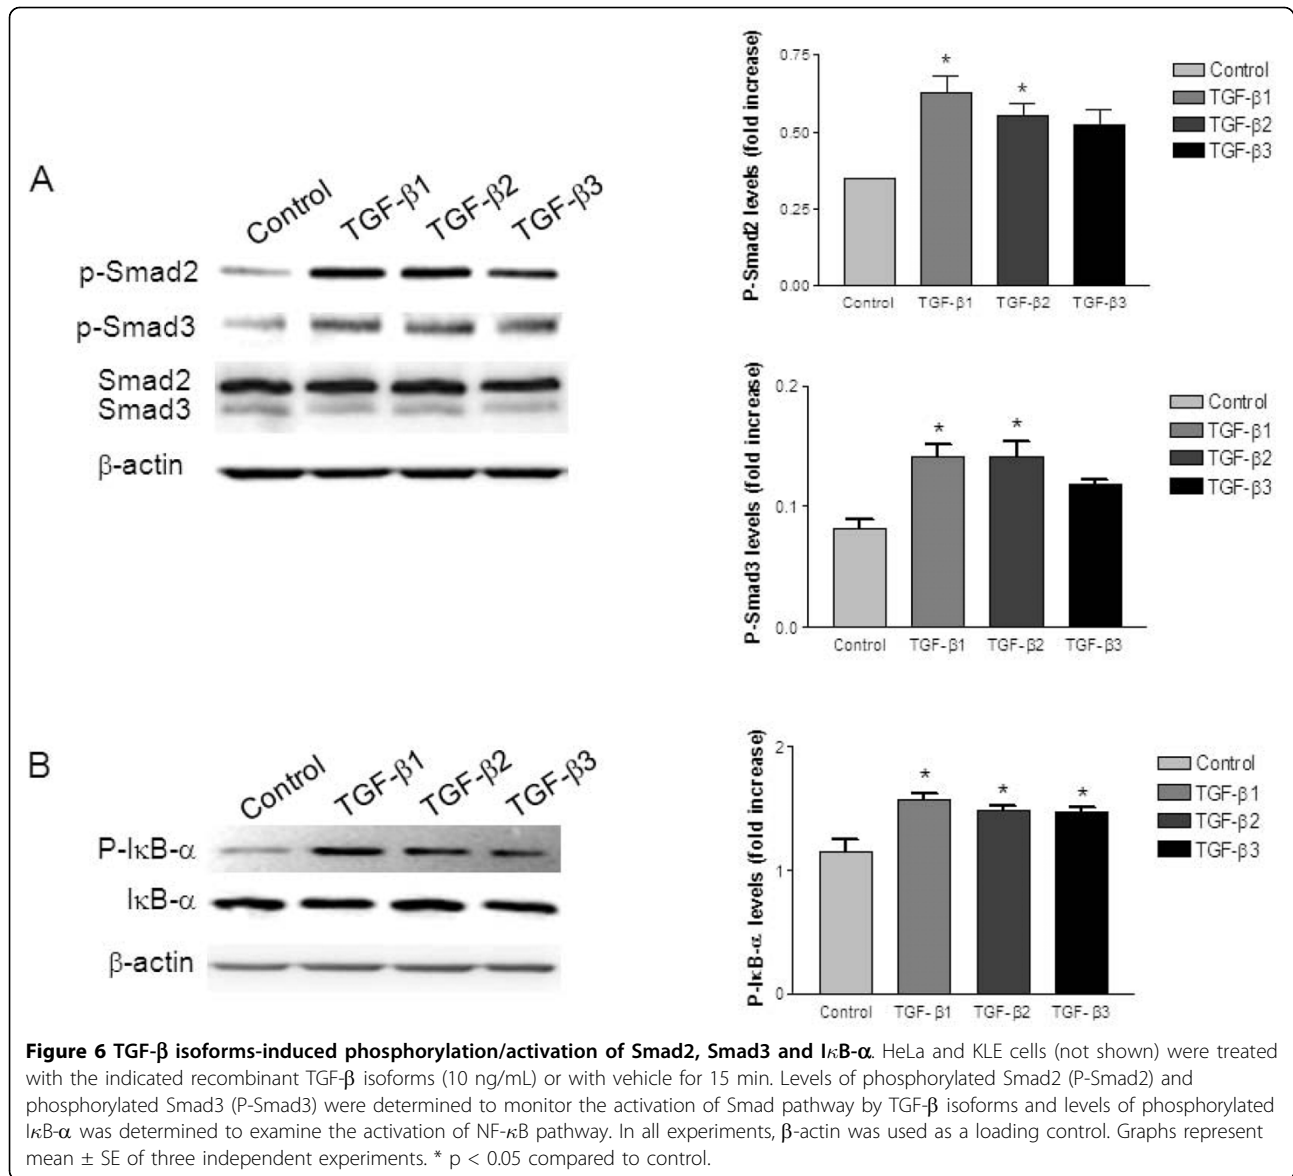 A
Control
TGF-β1
TGF-β2
TGF-β3
p-Smad2
p-Smad3
Smad2
Smad3
β-actin
P-Smad2 levels (fold increase)
0.75
0.50
0.25
0.00
*
*
Control TGF-β1 TGF-β2 TGF-β3
Control
TGF-β1
TGF-β2
TGF-β3
P-Smad3 levels (fold increase)
0.2
0.1
0.0
*
*
Control TGF-β1 TGF-β2 TGF-β3
Control
TGF-β1
TGF-β2
TGF-β3
B
Control
TGF-β1
TGF-β2
TGF-β3
P-IκB-α
IκB-α
β-actin
P-IκB-α levels (fold increase)
2
1
0
*
*
*
Control TGF- β1 TGF- β2 TGF- β3
Control
TGF-β1
TGF-β2
TGF-β3
Figure 6 TGF-β isoforms-induced phosphorylation/activation of Smad2, Smad3 and IκB-α. HeLa and KLE cells (not shown) were treated
with the indicated recombinant TGF-β isoforms (10 ng/mL) or with vehicle for 15 min. Levels of phosphorylated Smad2 (P-Smad2) and
phosphorylated Smad3 (P-Smad3) were determined to monitor the activation of Smad pathway by TGF-β isoforms and levels of phosphorylated
IκB-α was determined to examine the activation of NF-κB pathway. In all experiments, β-actin was used as a loading control. Graphs represent
mean ± SE of three independent experiments. * p < 0.05 compared to control.